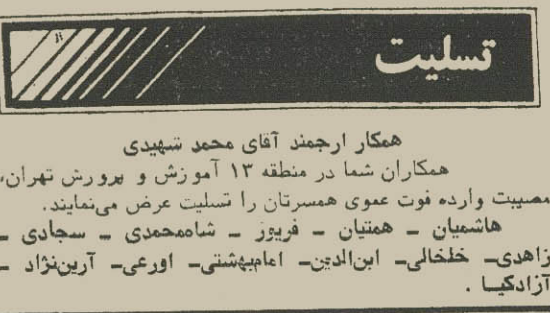 تسلیت
همکار ارجمند آقای محمد شهیدی
همکاران شما در منطقه ۱۳ آموزش و پرورش تهران،
مصیبت وارده فوت عموی همسرتان را تسلیت عرض می‌نمایند.
هاشمیان ـ همتیان ـ فریور ـ شاه‌محمدی ـ سجادی ـ
زاهدی ـ خلخالی ـ ابن‌الدین ـ امام‌بهشتی ـ اورعی ـ آرین‌نژاد ـ
آزادکیا .